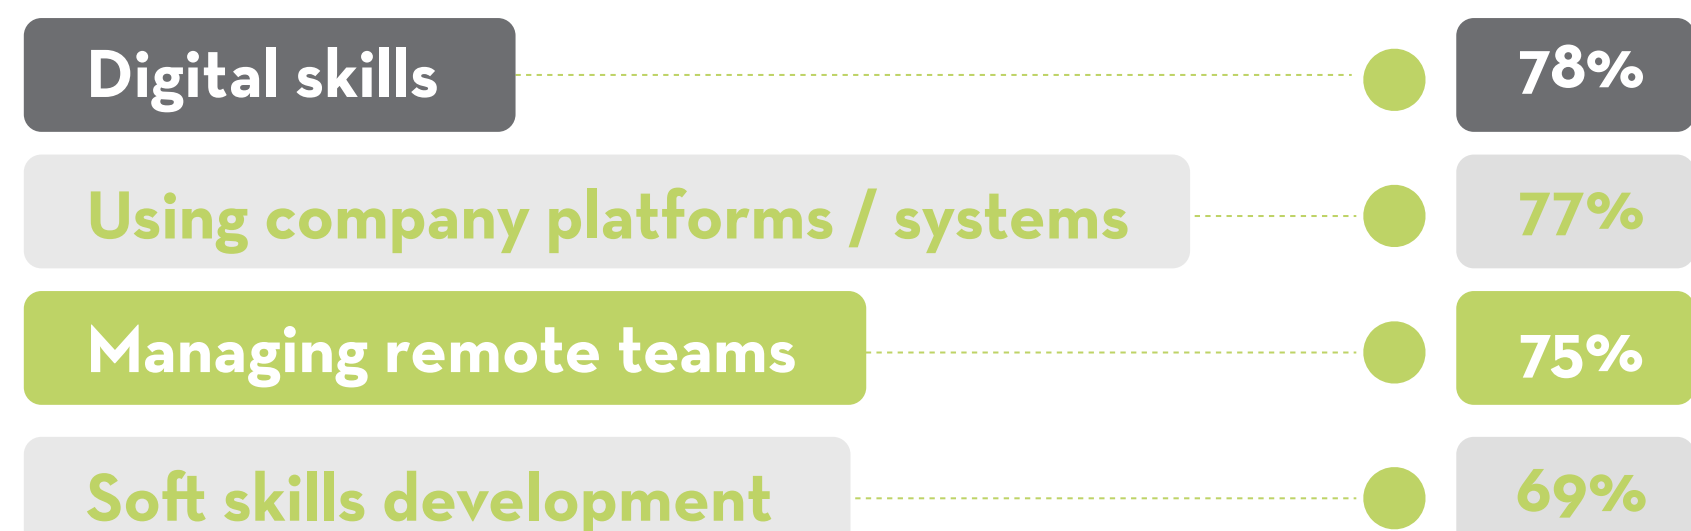 Digital skills 78%
Using company platforms / systems 77%
Managing remote teams 75%
Soft skills development 69%